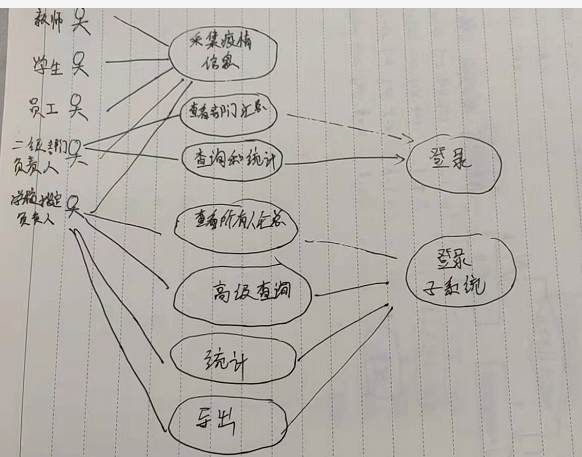 教师
学生
员工
二级部门
负责人
学校指定
负责人
采集疫情
信息
查看部门汇总
查询和统计
查看所有人汇总
高级查询
统计
导出
登录
登录
子系统